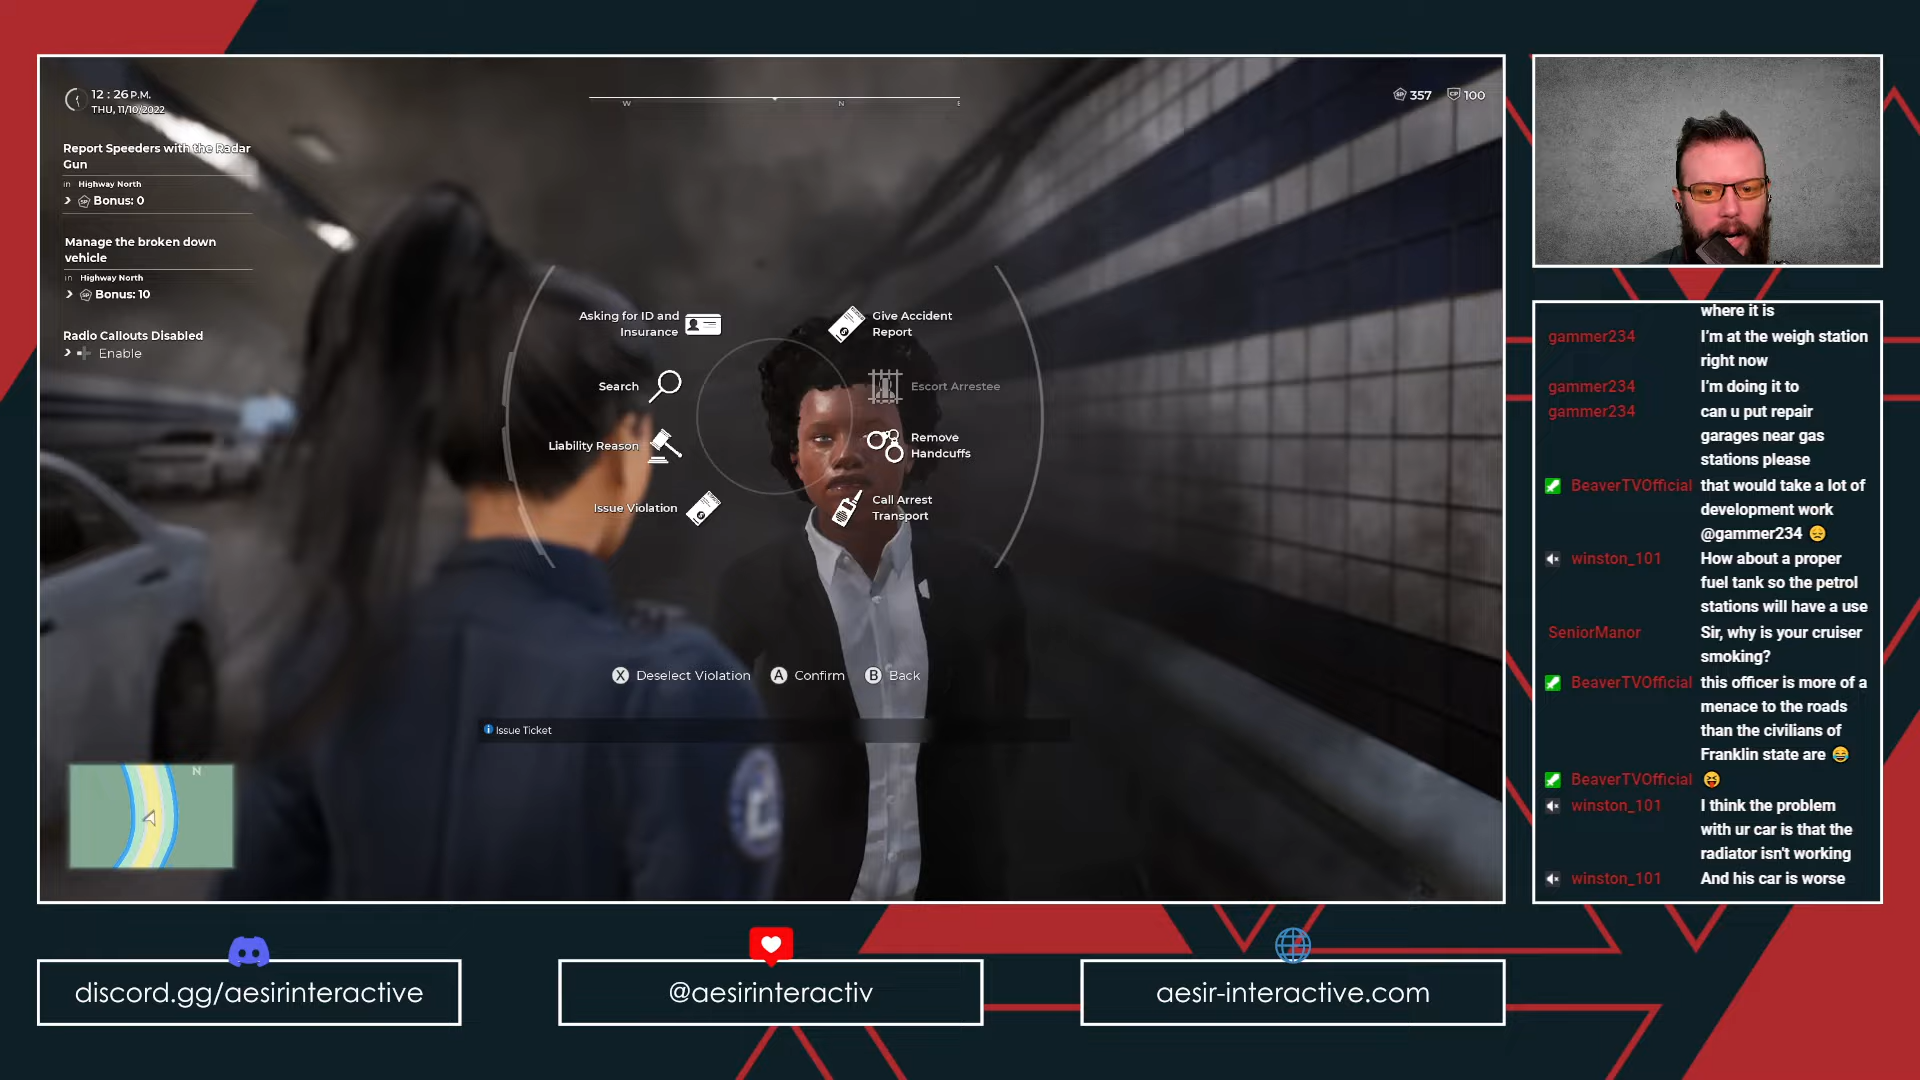 12 : 26 P.M.
THU, 11/10/2022
W
N
E
357
100
Report Speeders with the Radar
Gun
in Highway North
Bonus: 0
Manage the broken down
vehicle
in Highway North
Bonus: 10
Radio Callouts Disabled
Enable
Asking for ID and
Insurance
Give Accident
Report
Search
Escort Arrestee
Liability Reason
Remove
Handcuffs
Issue Violation
Call Arrest
Transport
X Deselect Violation A Confirm B Back
Issue Ticket
N
where it is
gammer234 I'm at the weigh station
right now
gammer234 I'm doing it to
gammer234 can u put repair
garages near gas
stations please
BeaverTVOfficial that would take a lot of
development work
@gammer234 😔
winston_101 How about a proper
fuel tank so the petrol
stations will have a use
SeniorManor Sir, why is your cruiser
smoking?
BeaverTVOfficial this officer is more of a
menace to the roads
than the civilians of
Franklin state are 😂
BeaverTVOfficial 😝
winston_101 I think the problem
with ur car is that the
radiator isn't working
winston_101 And his car is worse
discord.gg/aesirinteractive
@aesirinteractiv
aesir-interactive.com